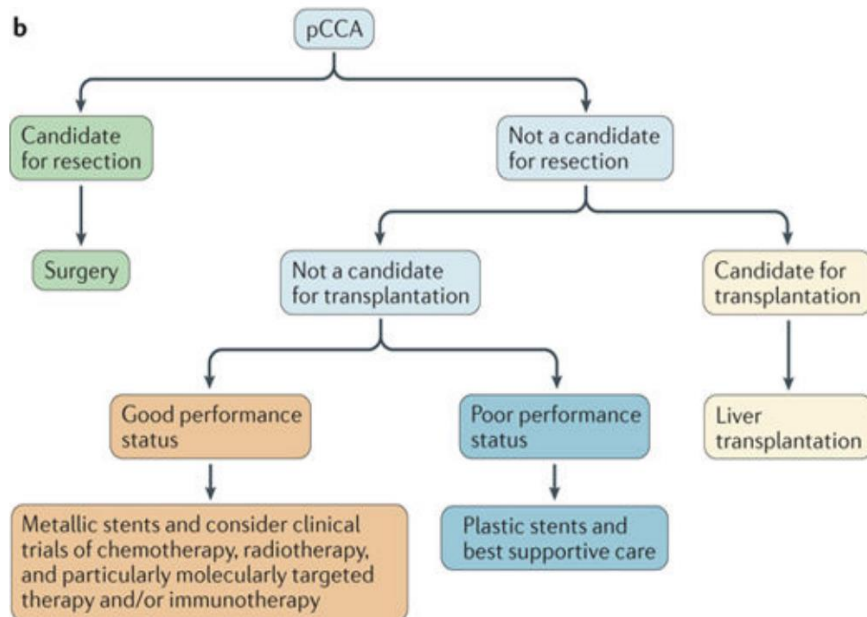 b
pCCA
Candidate
for resection
Not a candidate
for resection
Surgery
Not a candidate
for transplantation
Candidate for
transplantation
Good performance
status
Poor performance
status
Liver
transplantation
Metallic stents and consider clinical
trials of chemotherapy, radiotherapy,
and particularly molecularly targeted
therapy and/or immunotherapy
Plastic stents and
best supportive care